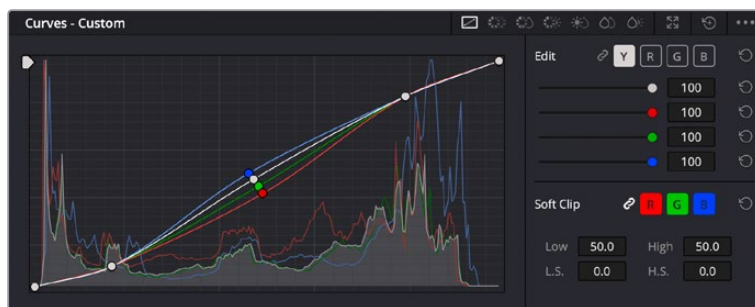 Curves - Custom
Edit
Y R G B
100
100
100
100
Soft Clip
R G B
Low 50.0 High 50.0
L.S. 0.0 H.S. 0.0